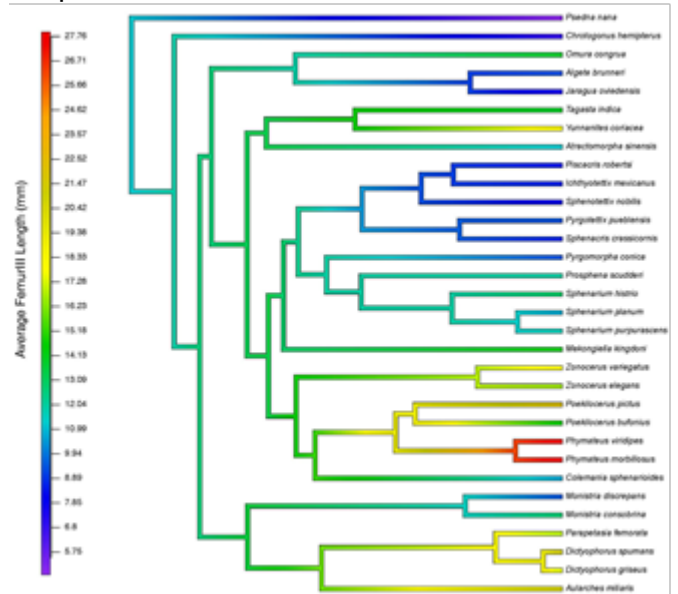 27.76
26.71
25.66
24.62
23.57
22.52
21.47
20.42
19.38
18.33
17.28
16.23
15.18
14.13
13.09
12.04
10.99
9.94
8.89
7.85
6.8
5.75
Average FemurIII Length (mm)
Psedna nana
Chrotogonus hemipterus
Omura congrua
Algete brunneri
Jaragua oviedensis
Tagasta indica
Yunnanites coriacea
Atractomorpha sinensis
Piscacris robertsi
Ichthyotettix mexicanus
Sphenotettix nobilis
Pyrgotettix pueblensis
Sphenacris crassicornis
Pyrgomorpha conica
Prosphena scudderi
Sphenarium histrio
Sphenarium planum
Sphenarium purpurascens
Mekongiella kingdoni
Zonocerus variegatus
Zonocerus elegans
Poekilocerus pictus
Poekilocerus bufonius
Phymateus viridipes
Phymateus morbillosus
Colemania sphenarioides
Monistria discrepans
Monistria consobrina
Parapetasia femorata
Dictyophorus spumans
Dictyophorus griseus
Aularches miliaris